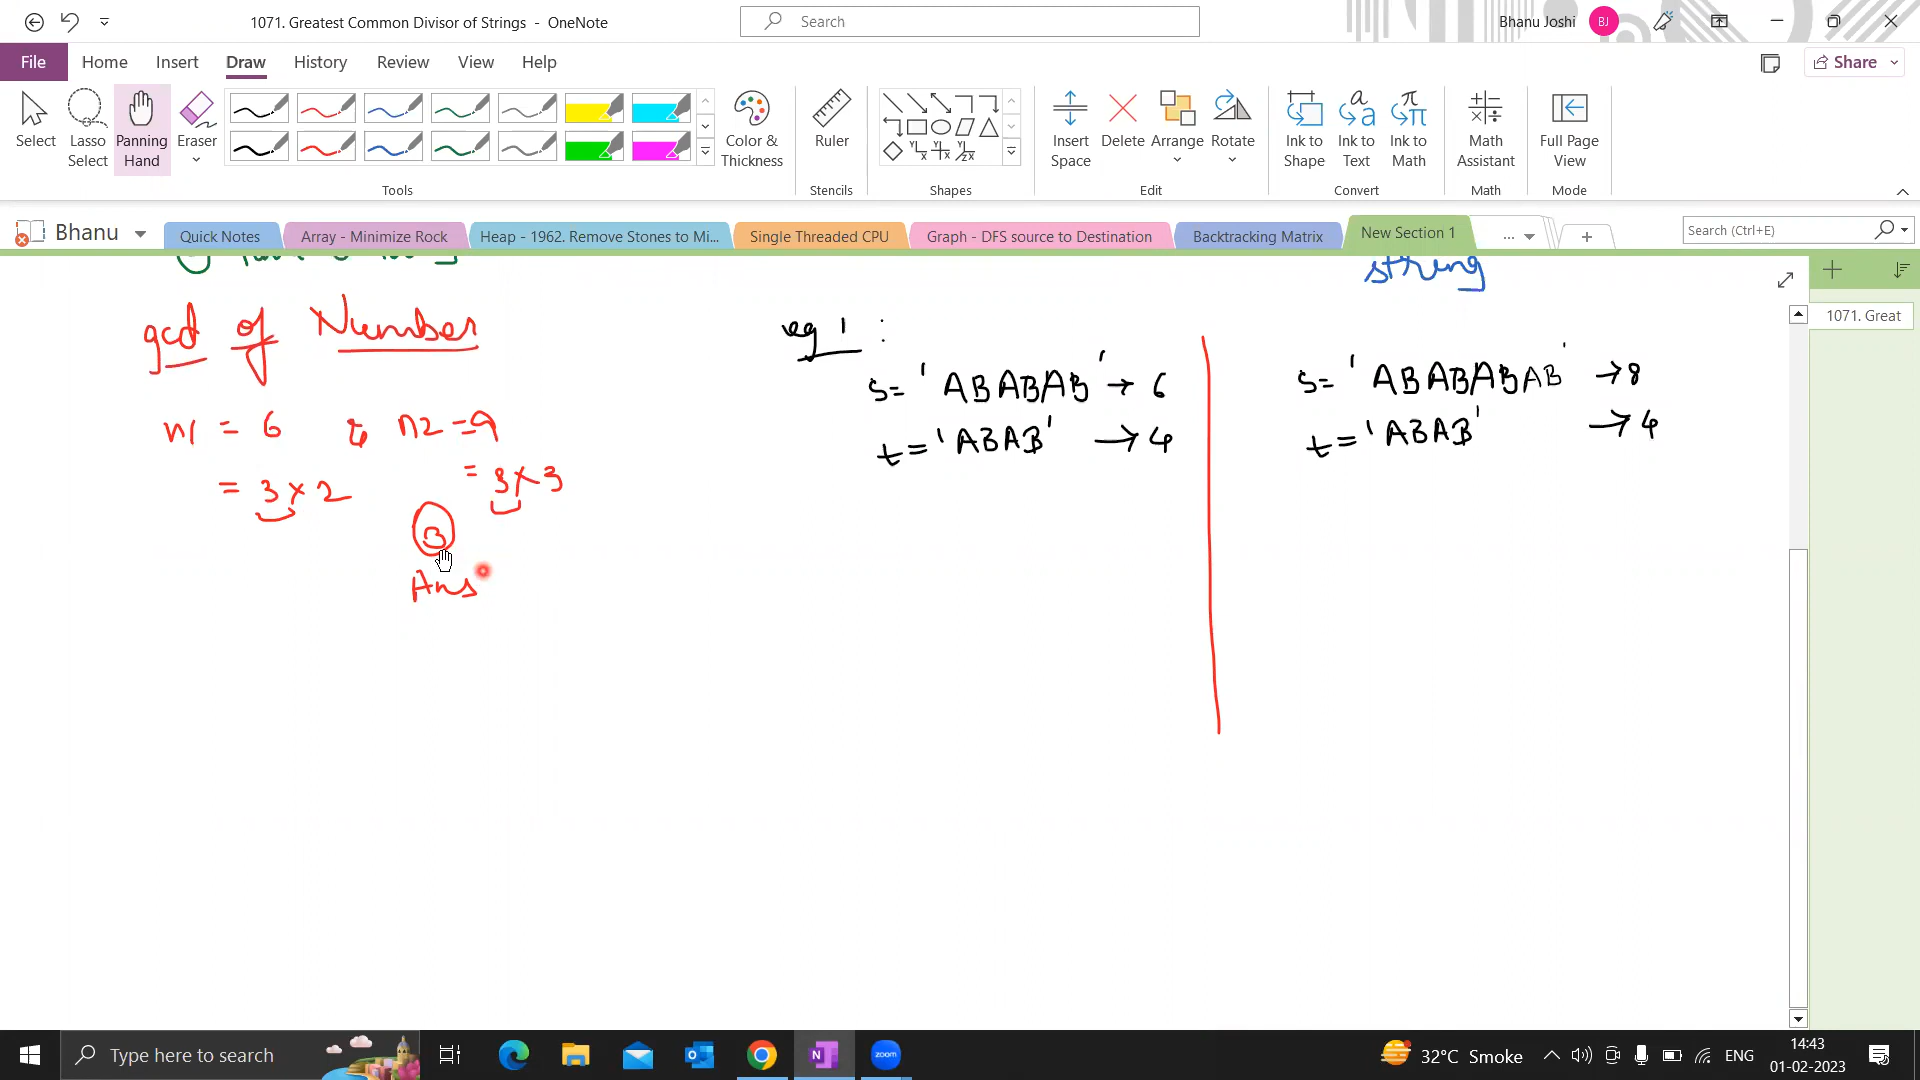 1071. Greatest Common Divisor of Strings - OneNote
Search
Bhanu Joshi
BJ
File
Home
Insert
Draw
History
Review
View
Help
Share
Select
Lasso Select
Panning Hand
Eraser
Color & Thickness
Ruler
Insert Space
Delete
Arrange
Rotate
Ink to Shape
Ink to Text
Ink to Math
Math Assistant
Full Page View
Tools
Stencils
Shapes
Edit
Convert
Math
Mode
Bhanu
Quick Notes
Array - Minimize Rock
Heap - 1962. Remove Stones to Mi...
Single Threaded CPU
Graph - DFS source to Destination
Backtracking Matrix
New Section 1
...
Search (Ctrl+E)
1071. Great
string
gcd of Number
n1 = 6 & n2 = 9
= 3 x 2
= 3 x 3
3
Ans
eg 1 :
s = 'ABABAB' → 6
t = 'ABAB' → 4
s = 'ABABABAB' → 8
t = 'ABAB' → 4
Type here to search
zoom
32°C Smoke
ENG
14:43
01-02-2023